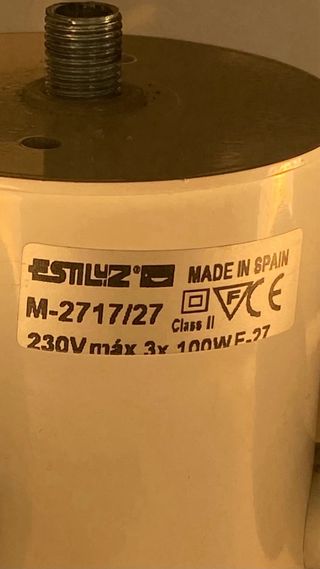 ESTILUZ® MADE IN SPAIN
M-2717/27 F CE
Class II
230V máx 3x 100W E-27